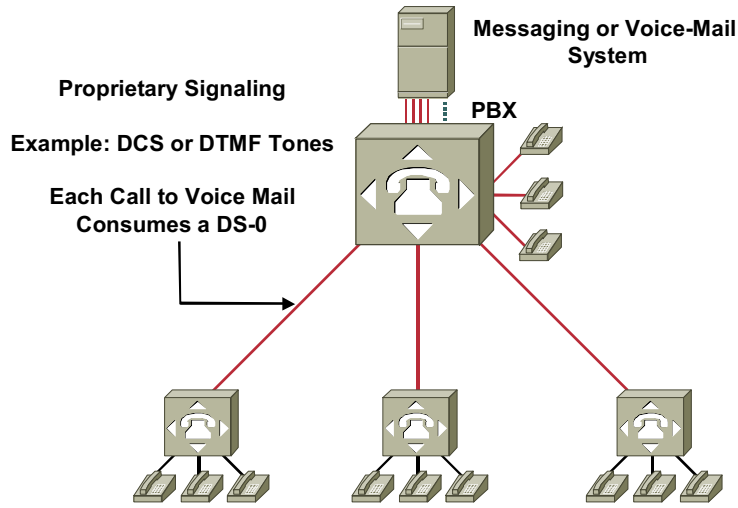 Messaging or Voice-Mail
System
Proprietary Signaling
PBX
Example: DCS or DTMF Tones
Each Call to Voice Mail
Consumes a DS-0